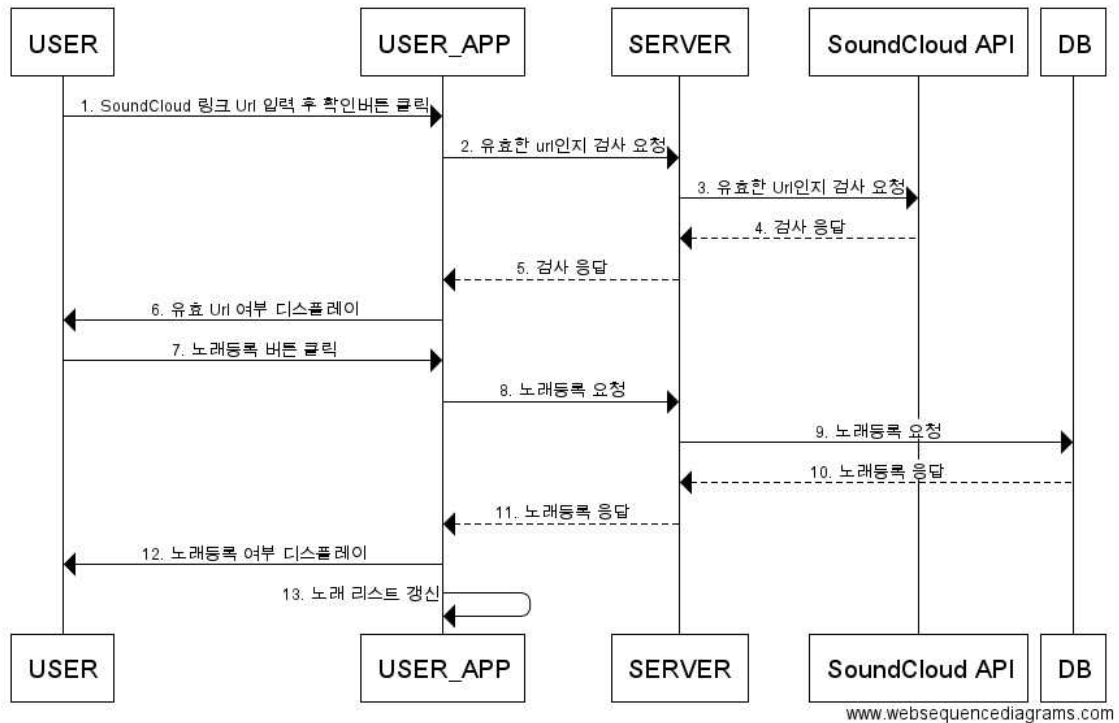 USER
USER_APP
SERVER
SoundCloud API
DB
1. SoundCloud 링크 Url 입력 후 확인버튼 클릭
2. 유효한 url인지 검사 요청
3. 유효한 Url인지 검사 요청
4. 검사 응답
5. 검사 응답
6. 유효 Url 여부 디스플레이
7. 노래등록 버튼 클릭
8. 노래등록 요청
9. 노래등록 요청
10. 노래등록 응답
11. 노래등록 응답
12. 노래등록 여부 디스플레이
13. 노래 리스트 갱신
USER
USER_APP
SERVER
SoundCloud API
DB
www.websequencediagrams.com